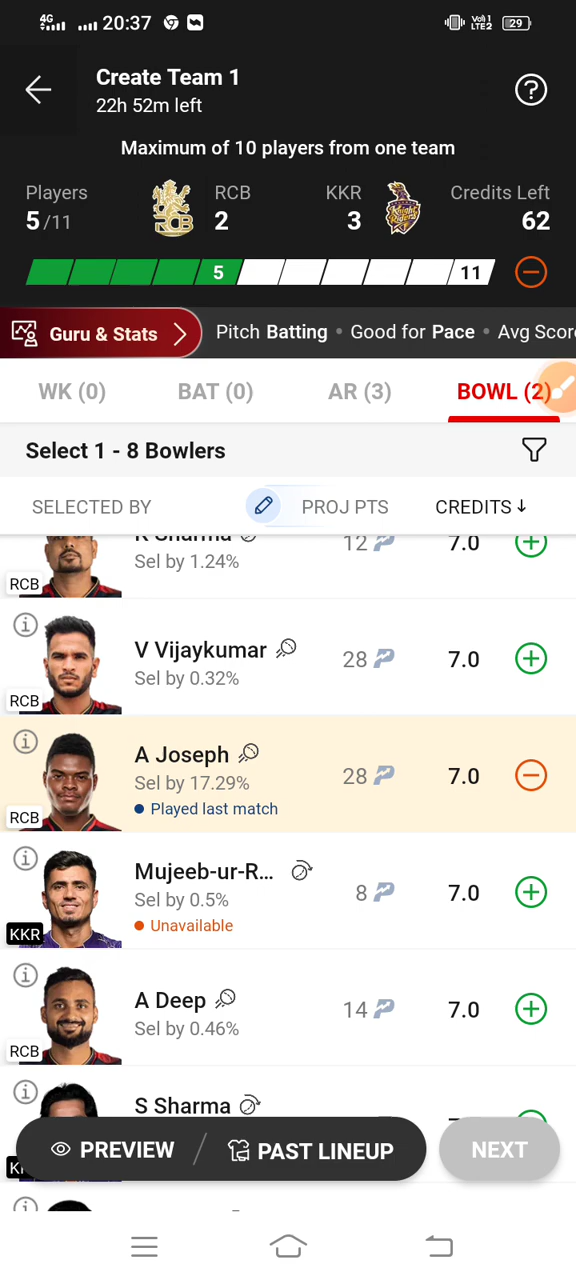 4G 20:37 Vo1) LTE2 29
Create Team 1
22h 52m left
Maximum of 10 players from one team
Players RCB KKR Credits Left
5/11 2 3 62
5 11
Guru & Stats Pitch Batting • Good for Pace • Avg Score
WK (0) BAT (0) AR (3) BOWL (2)
Select 1 - 8 Bowlers
SELECTED BY PROJ PTS CREDITS ↓
Sharma 12 7.0
Sel by 1.24%
RCB
V Vijaykumar 28 7.0
Sel by 0.32%
RCB
A Joseph 28 7.0
Sel by 17.29%
Played last match
RCB
Mujeeb-ur-R... 8 7.0
Sel by 0.5%
Unavailable
KKR
A Deep 14 7.0
Sel by 0.46%
RCB
S Sharma
PREVIEW / PAST LINEUP NEXT